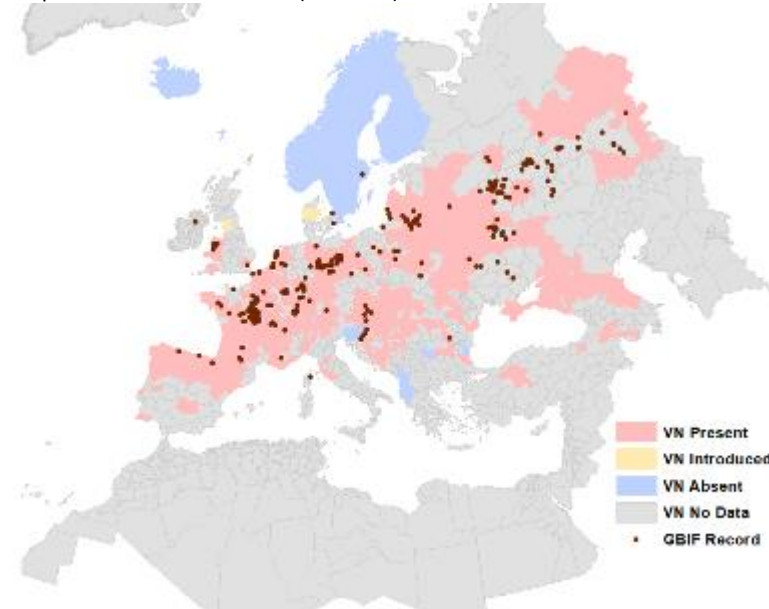 VN Present
VN Introduced
VN Absent
VN No Data
GBIF Record